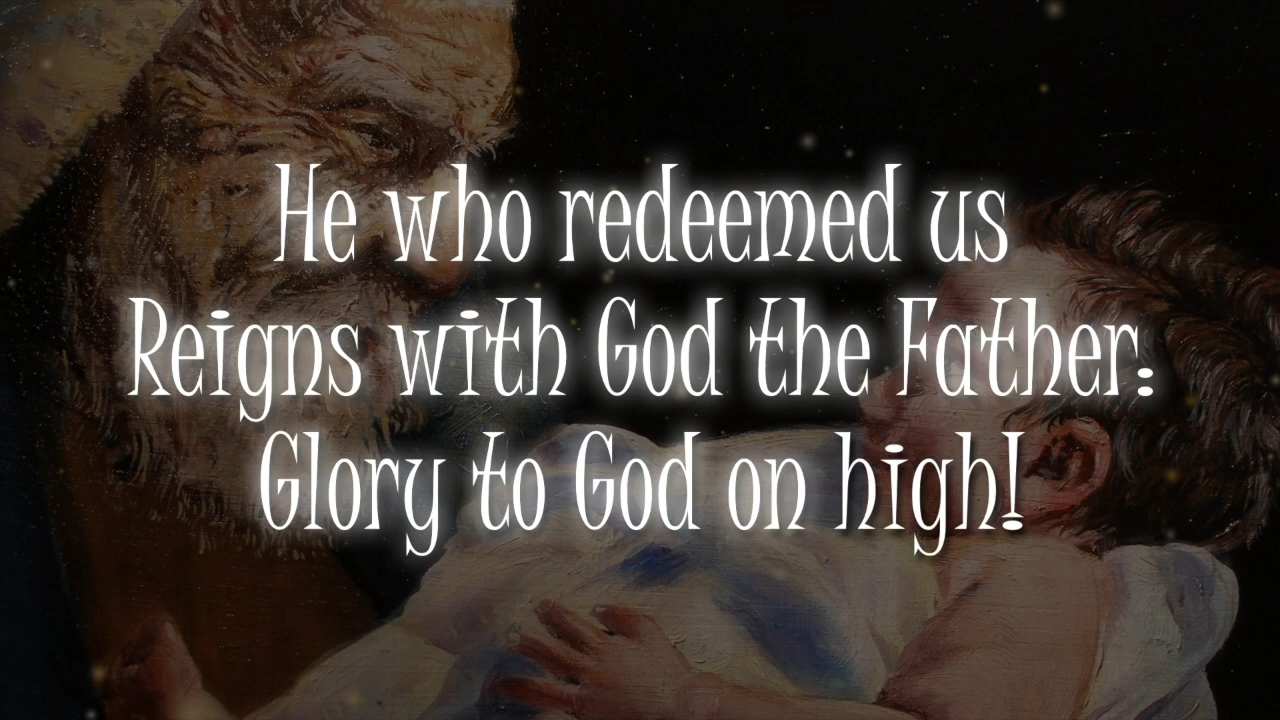 He who redeemed us
Reigns with God the Father:
Glory to God on high!